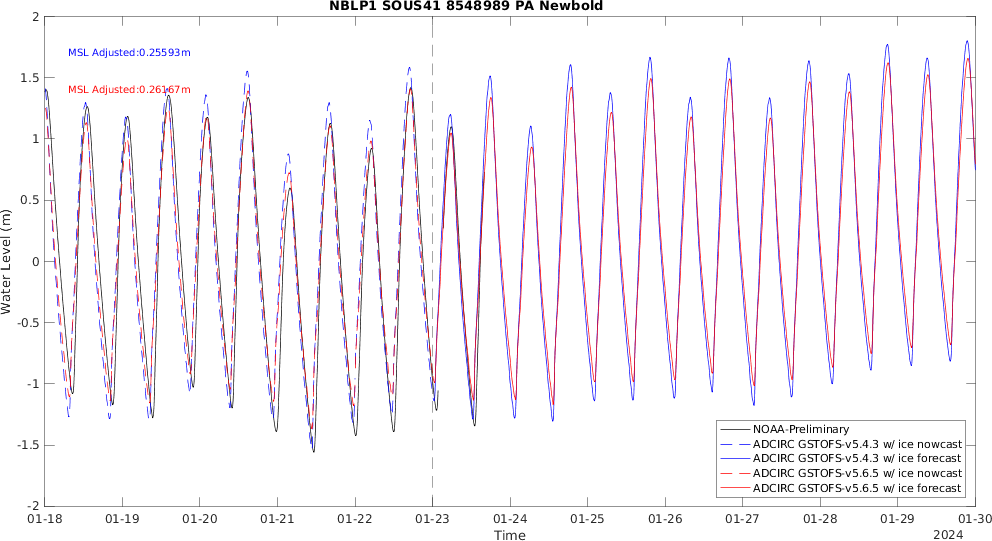 NBLP1 SOUS41 8548989 PA Newbold
MSL Adjusted:0.25593m
MSL Adjusted:0.26167m
Water Level (m)
2
1.5
1
0.5
0
-0.5
-1
-1.5
-2
NOAA-Preliminary
ADCIRC GSTOFS-v5.4.3 w/ ice nowcast
ADCIRC GSTOFS-v5.4.3 w/ ice forecast
ADCIRC GSTOFS-v5.6.5 w/ ice nowcast
ADCIRC GSTOFS-v5.6.5 w/ ice forecast
01-18 01-19 01-20 01-21 01-22 01-23 01-24 01-25 01-26 01-27 01-28 01-29 01-30
Time
2024